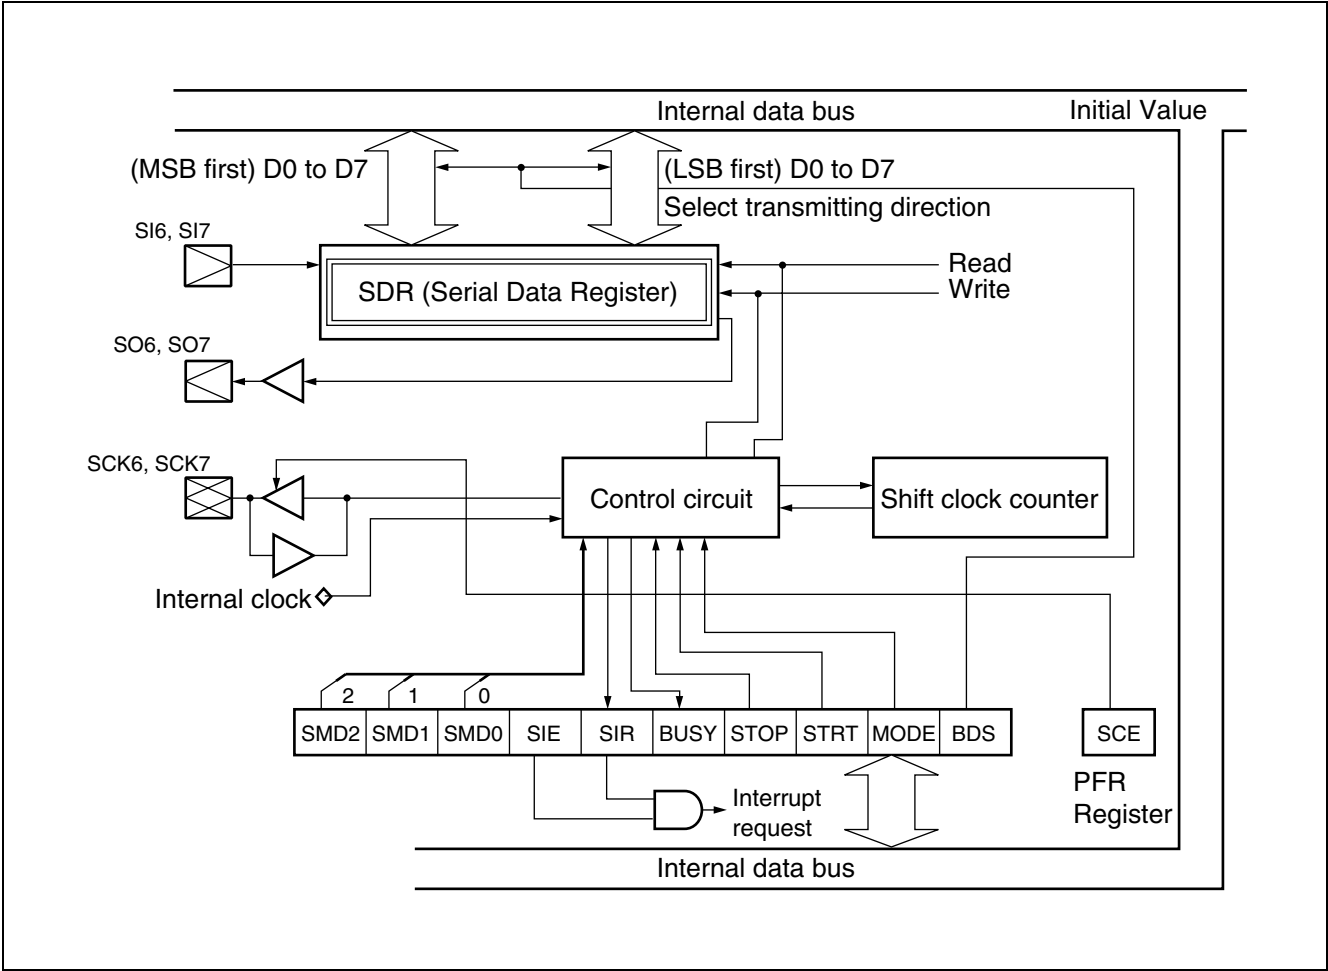 Internal data bus
Initial Value
(MSB first) D0 to D7
(LSB first) D0 to D7
Select transmitting direction
SI6, SI7
SDR (Serial Data Register)
Read
Write
SO6, SO7
SCK6, SCK7
Control circuit
Shift clock counter
Internal clock
2
1
0
SMD2
SMD1
SMD0
SIE
SIR
BUSY
STOP
STRT
MODE
BDS
SCE
PFR
Register
Interrupt
request
Internal data bus